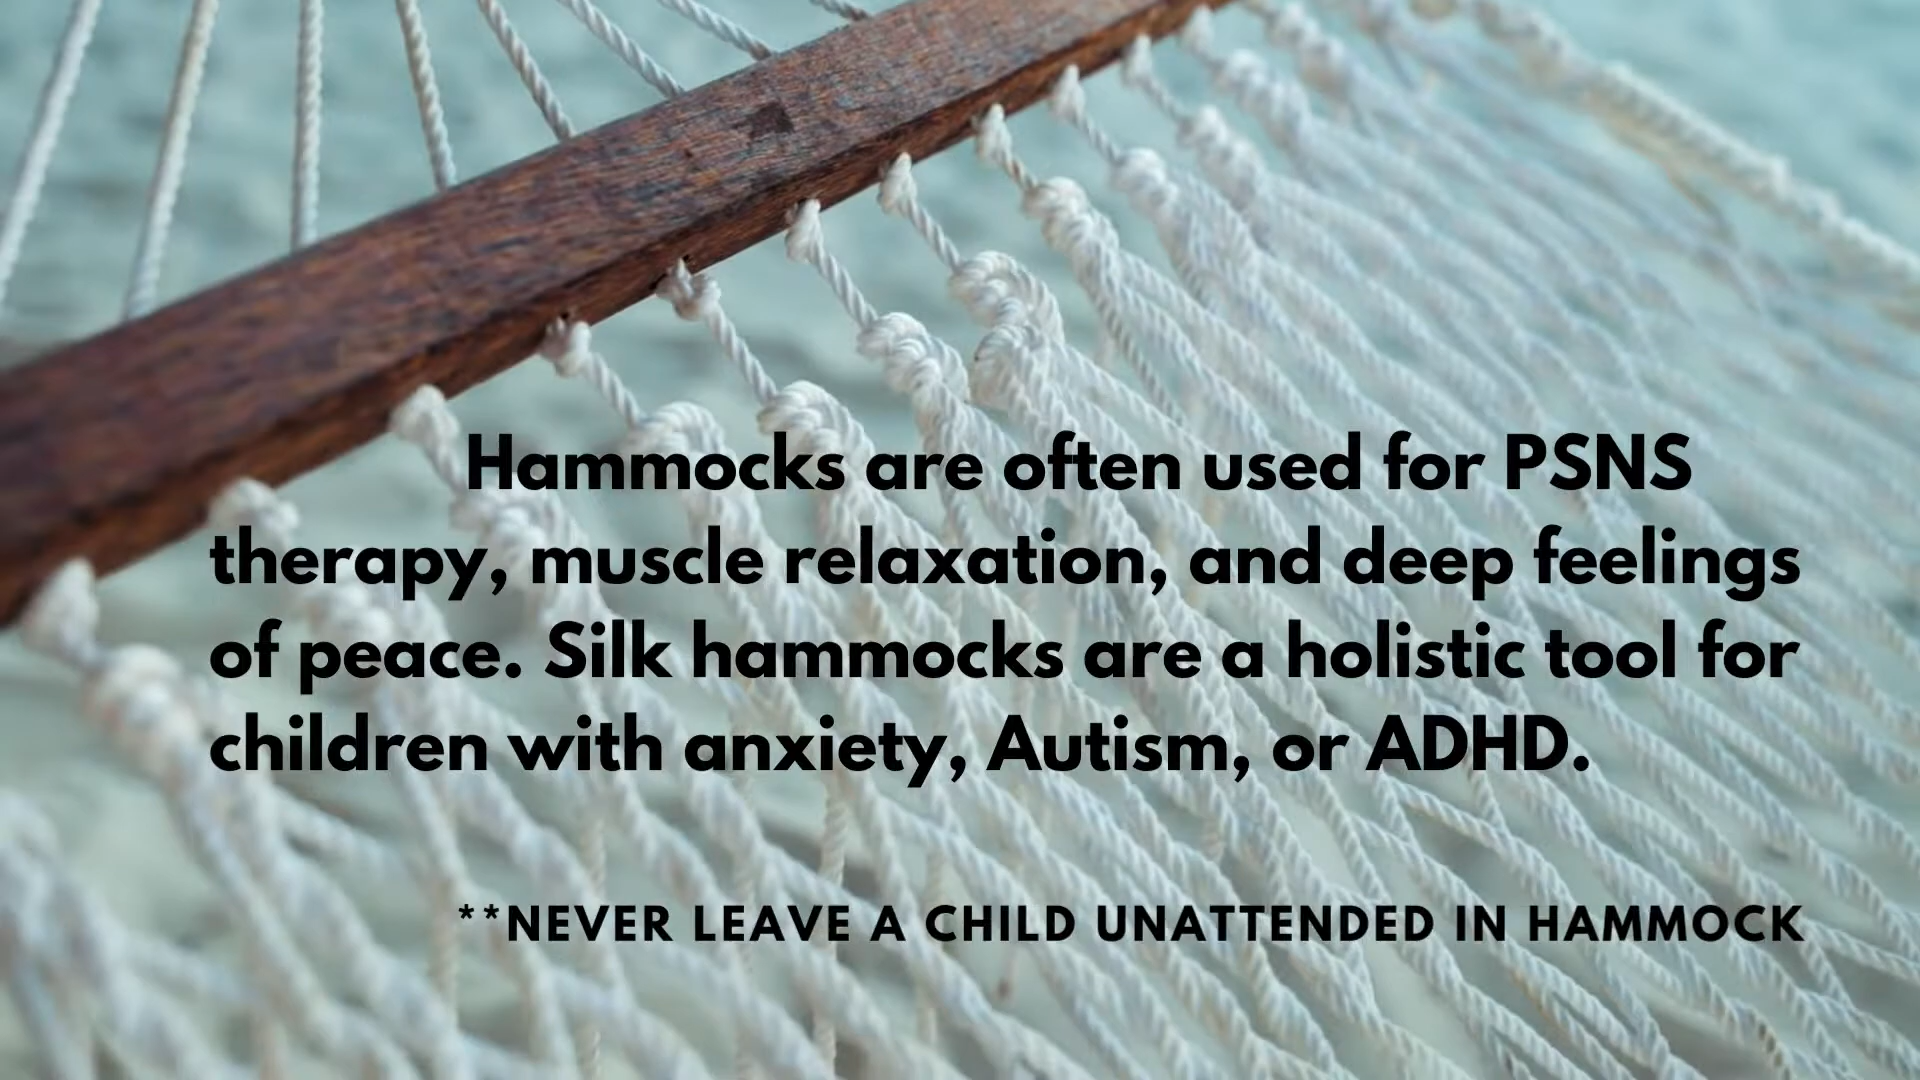 Hammocks are often used for PSNS
therapy, muscle relaxation, and deep feelings
of peace. Silk hammocks are a holistic tool for
children with anxiety, Autism, or ADHD.
**NEVER LEAVE A CHILD UNATTENDED IN HAMMOCK